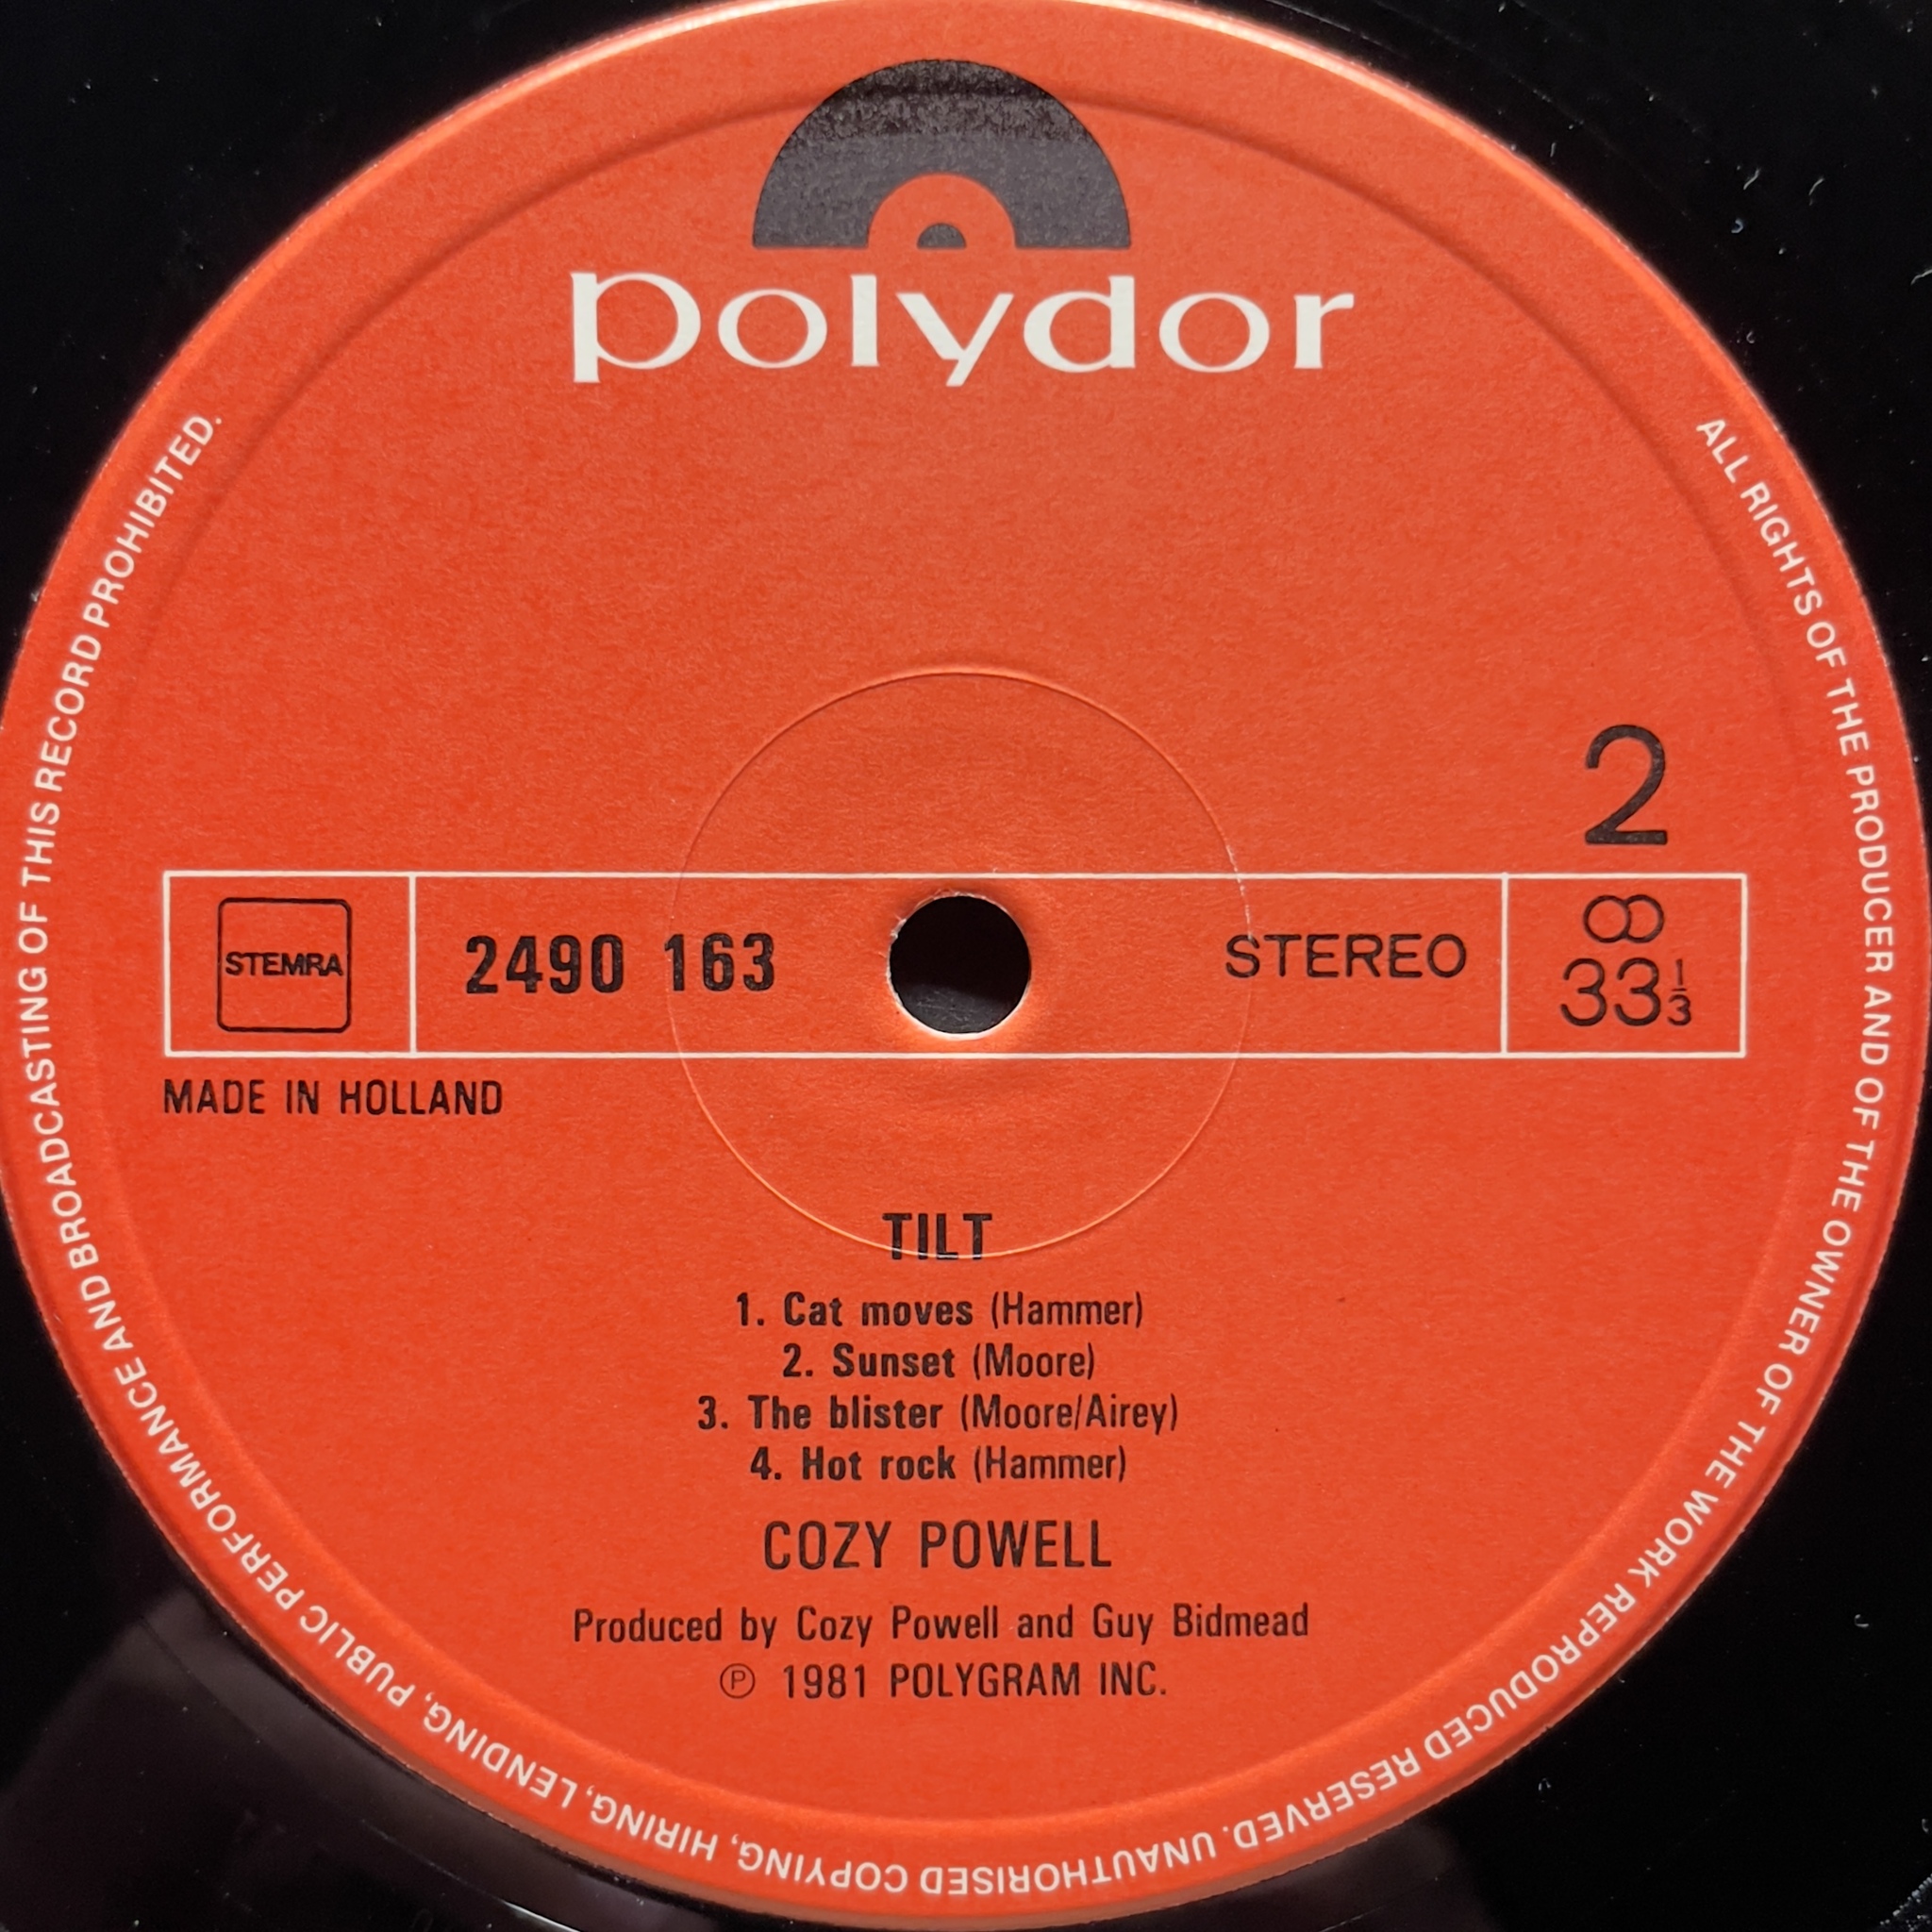 polydor
2
STEMRA
2490 163
STEREO
33 1/3
MADE IN HOLLAND
TILT
1. Cat moves (Hammer)
2. Sunset (Moore)
3. The blister (Moore/Airey)
4. Hot rock (Hammer)
COZY POWELL
Produced by Cozy Powell and Guy Bidmead
Ⓟ 1981 POLYGRAM INC.
ALL RIGHTS OF THE PRODUCER AND OF THE OWNER OF THE WORK REPRODUCED RESERVED. UNAUTHORISED COPYING, HIRING, LENDING, PUBLIC PERFORMANCE AND BROADCASTING OF THIS RECORD PROHIBITED.